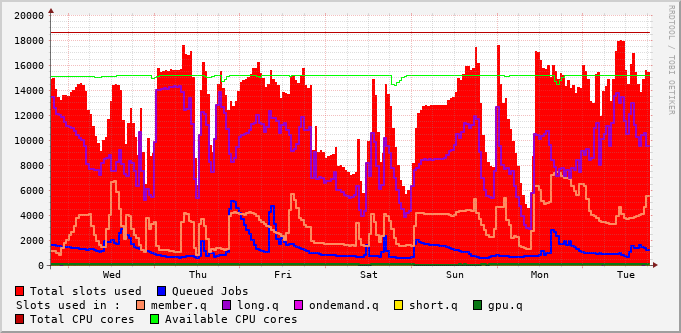 20000
18000
16000
14000
12000
10000
8000
6000
4000
2000
0
Wed Thu Fri Sat Sun Mon Tue
Total slots used Queued Jobs
Slots used in : member.q long.q ondemand.q short.q gpu.q
Total CPU cores Available CPU cores
RRDTOOL / TOBI OETIKER